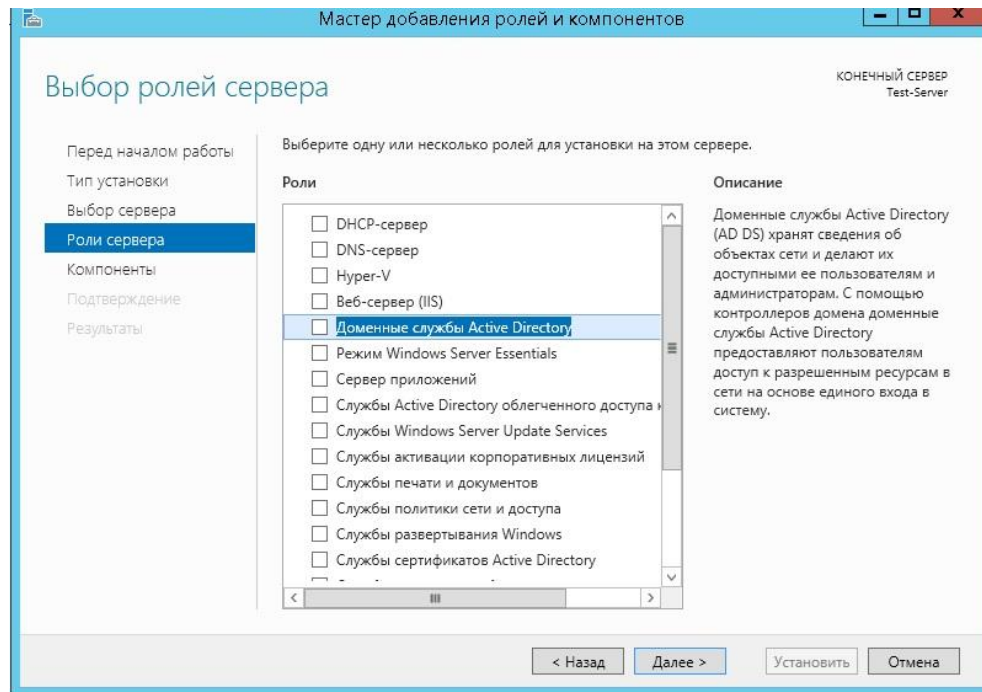 Мастер добавления ролей и компонентов
Выбор ролей сервера
КОНЕЧНЫЙ СЕРВЕР
Test-Server
Перед началом работы
Тип установки
Выбор сервера
Роли сервера
Компоненты
Подтверждение
Результаты
Выберите одну или несколько ролей для установки на этом сервере.
Роли
DHCP-сервер
DNS-сервер
Hyper-V
Веб-сервер (IIS)
Доменные службы Active Directory
Режим Windows Server Essentials
Сервер приложений
Службы Active Directory облегченного доступа к
Службы Windows Server Update Services
Службы активации корпоративных лицензий
Службы печати и документов
Службы политики сети и доступа
Службы развертывания Windows
Службы сертификатов Active Directory
Описание
Доменные службы Active Directory
(AD DS) хранят сведения об
объектах сети и делают их
доступными ее пользователям и
администраторам. С помощью
контроллеров домена доменные
службы Active Directory
предоставляют пользователям
доступ к разрешенным ресурсам в
сети на основе единого входа в
систему.
< Назад
Далее >
Установить
Отмена